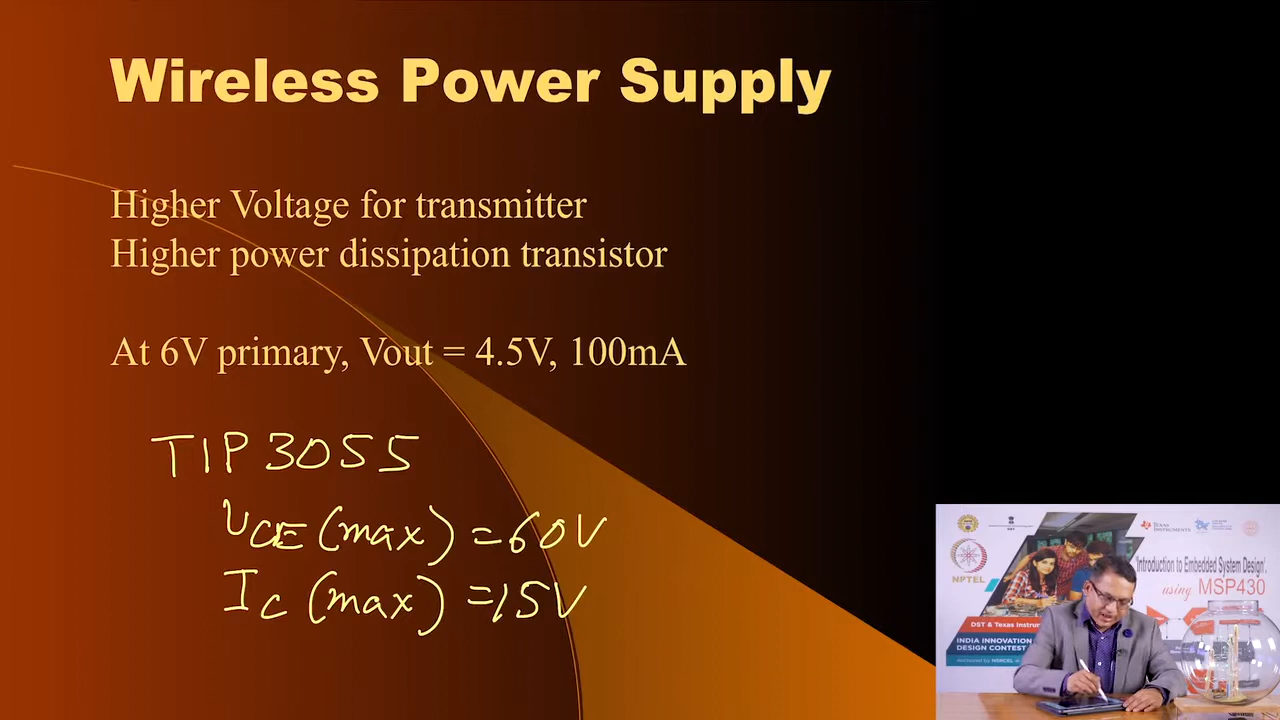 Wireless Power Supply
Higher Voltage for transmitter
Higher power dissipation transistor
At 6V primary, Vout = 4.5V, 100mA
TIP 3055
VCE (max) = 60V
IC (max) = 15V
TEXAS INSTRUMENTS
NPTEL
'Introduction to Embedded System Design'.
using MSP430
DST & Texas
INDIA INNOVATION
DESIGN CONTEST